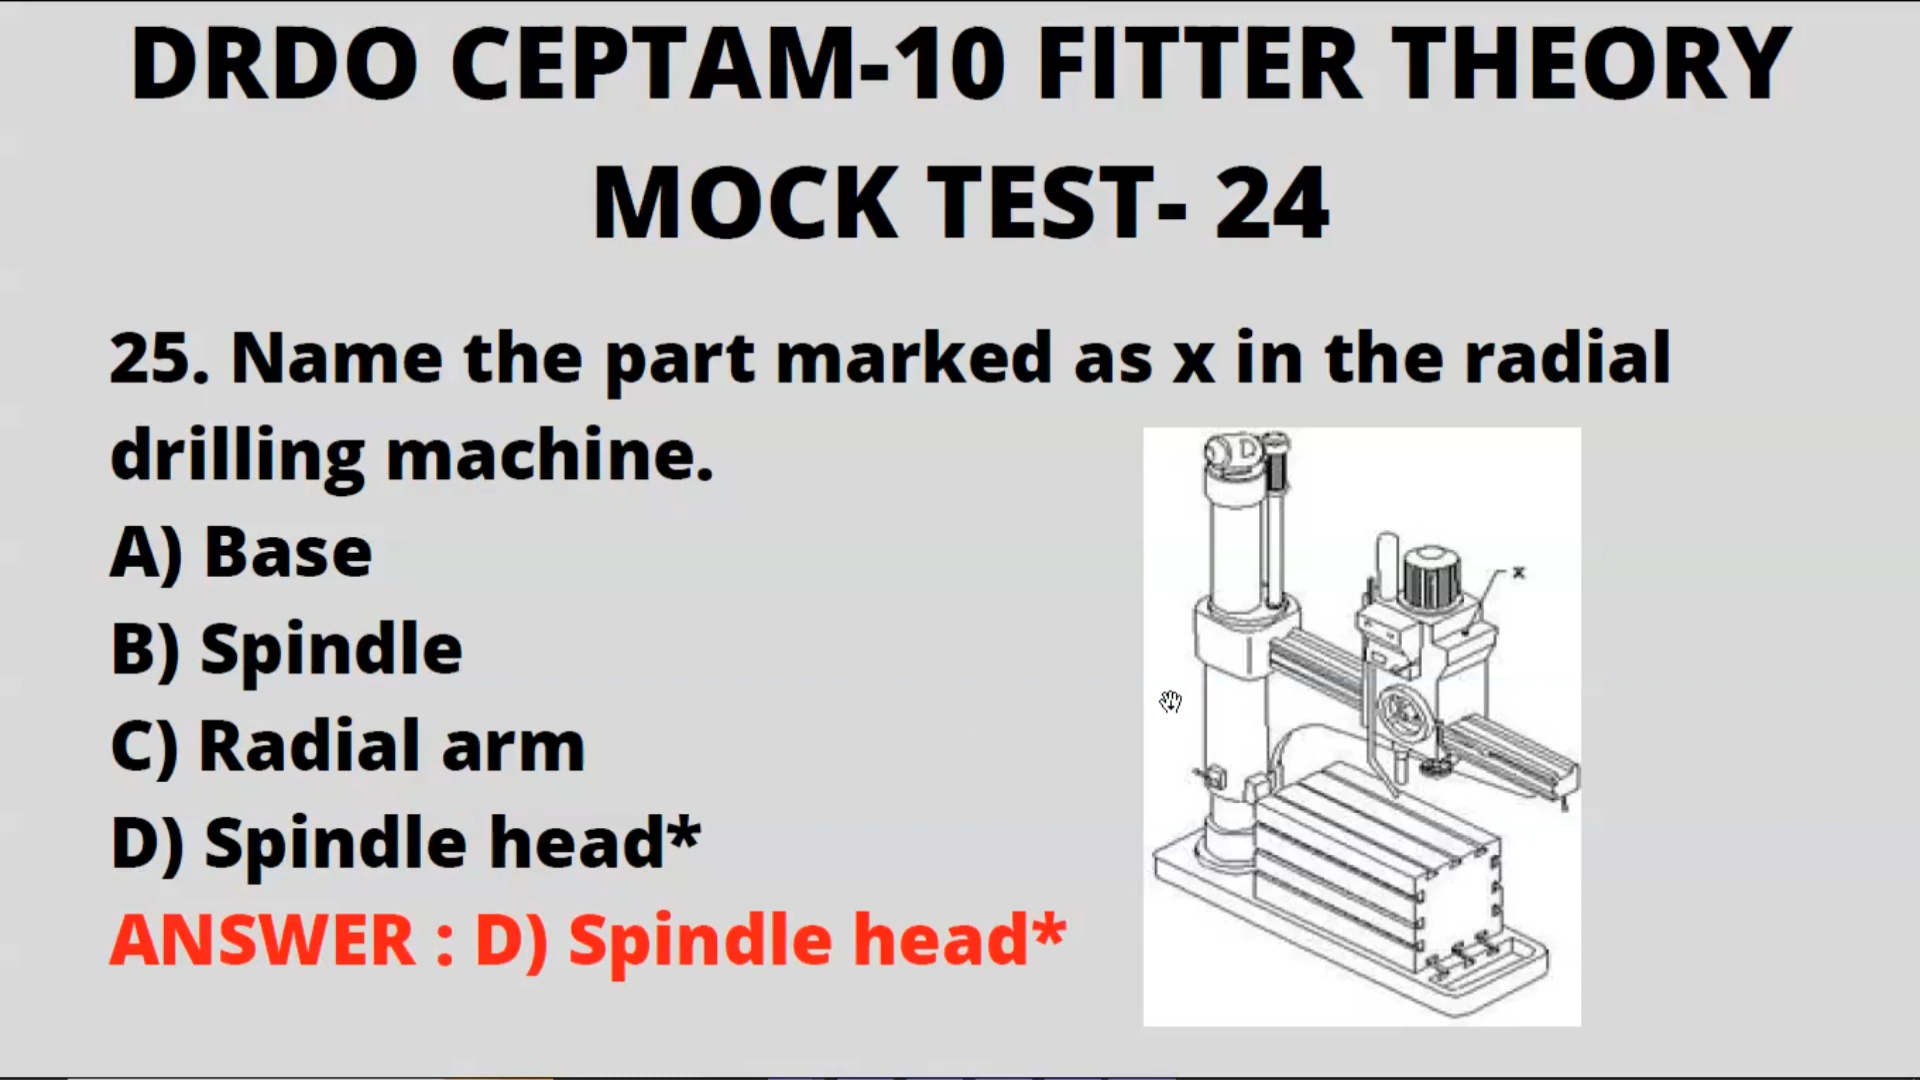 DRDO CEPTAM-10 FITTER THEORY
MOCK TEST- 24
25. Name the part marked as x in the radial
drilling machine.
A) Base
B) Spindle
C) Radial arm
D) Spindle head*
ANSWER : D) Spindle head*
x